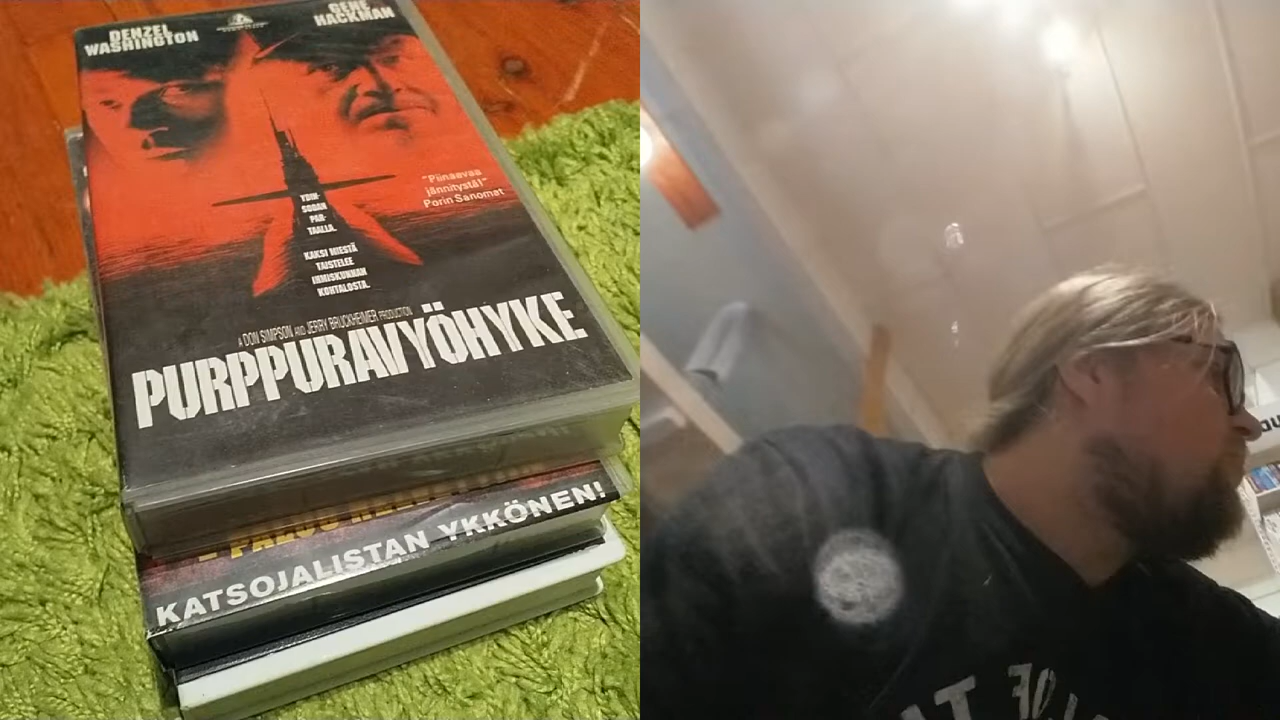 DENZEL
WASHINGTON
GENE
HACKMAN
"Piinaavaa
jännitystä!"
Porin Sanomat
YDIN-
SODAN
PAR-
TAALLA.
KAKSI MIESTÄ
TAISTELEE
IHMISKUNNAN
KOHTALOSTA.
A DON SIMPSON AND JERRY BRUCKHEIMER PRODUCTION
PURPPURAVYÖHYKE
KATSOJALISTAN YKKÖNEN!